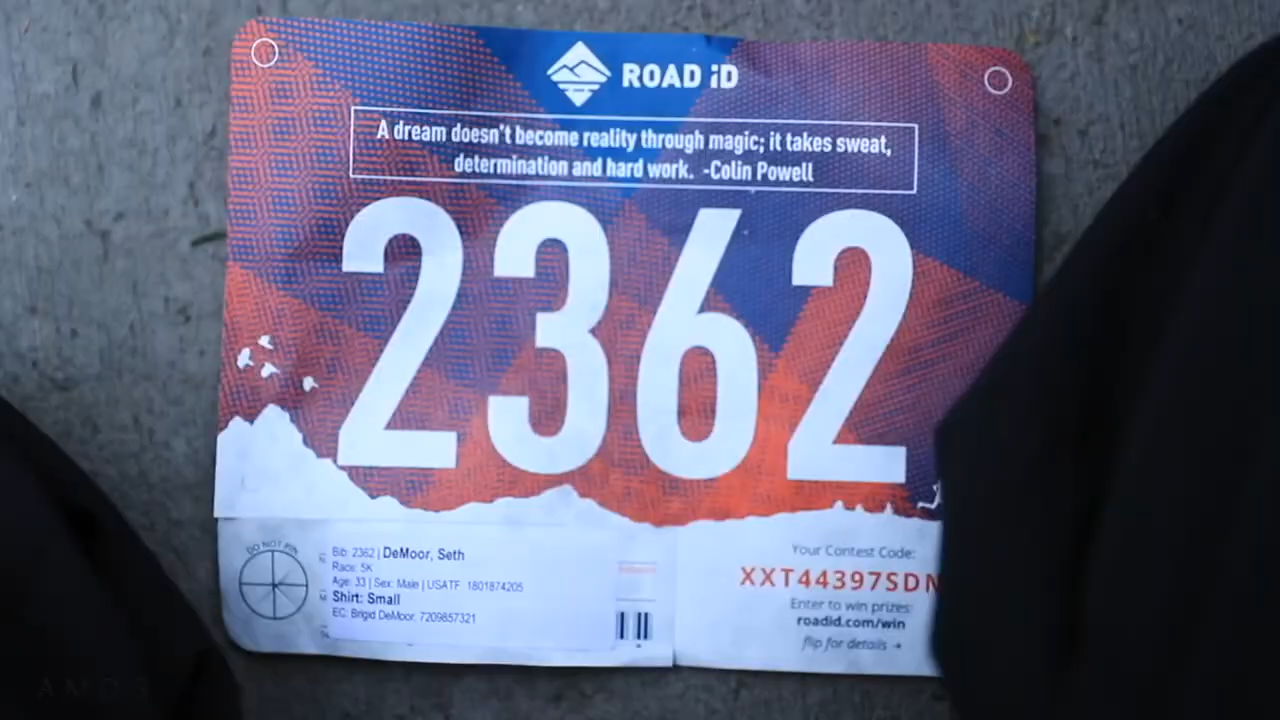 ROAD iD
A dream doesn't become reality through magic; it takes sweat,
determination and hard work. -Colin Powell
2362
DO NOT PIN
Bib: 2362 | DeMoor, Seth
Race: 5K
Age: 33 | Sex: Male | USATF 1801874205
Shirt: Small
EC: Brigid DeMoor, 7209857321
Your Contest Code:
XXT44397SDN
Enter to win prizes:
roadid.com/win
flip for details →
AMOS